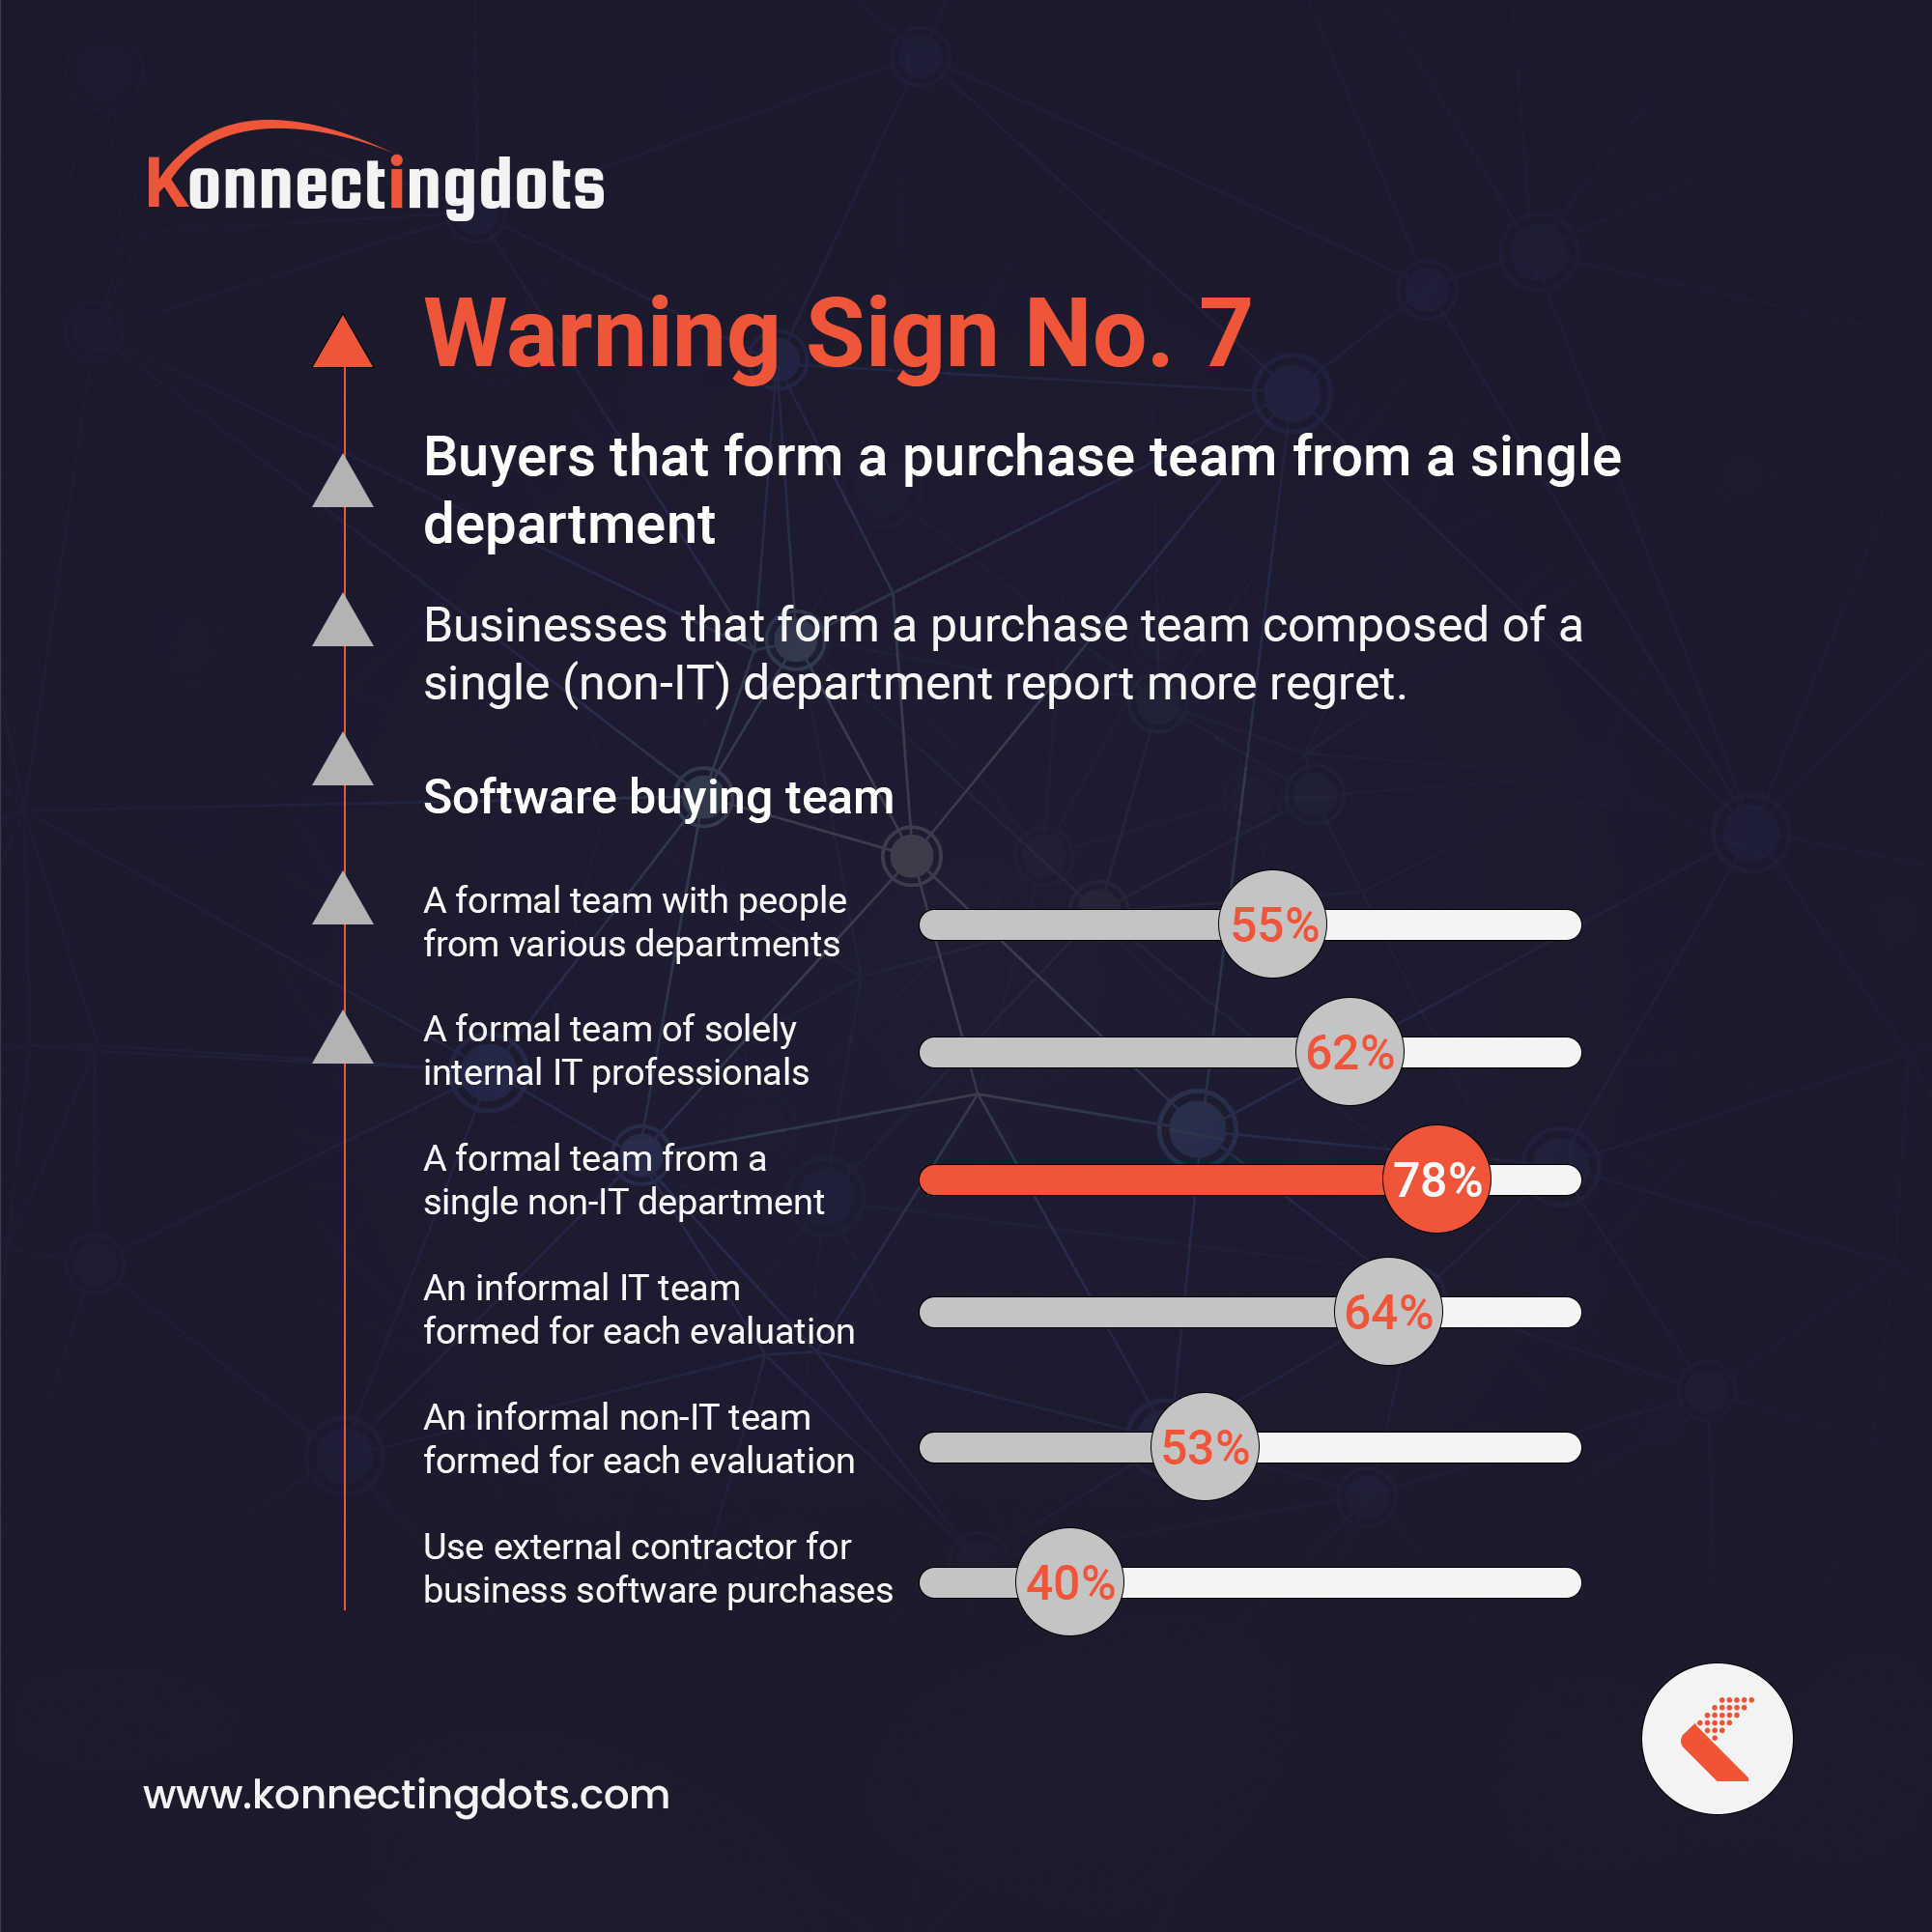 Konnectingdots
Warning Sign No. 7
Buyers that form a purchase team from a single
department
Businesses that form a purchase team composed of a
single (non-IT) department report more regret.
Software buying team
A formal team with people
from various departments
55%
A formal team of solely
internal IT professionals
62%
A formal team from a
single non-IT department
78%
An informal IT team
formed for each evaluation
64%
An informal non-IT team
formed for each evaluation
53%
Use external contractor for
business software purchases
40%
www.konnectingdots.com